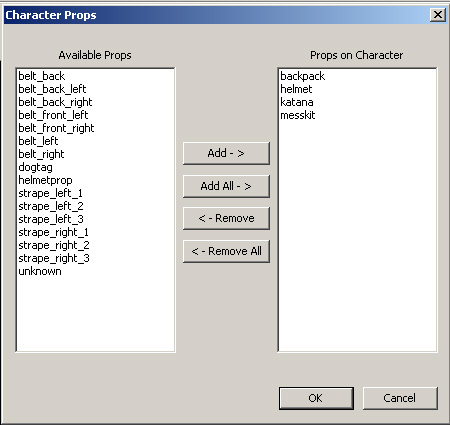 Character Props
Available Props
Props on Character
belt_back
belt_back_left
belt_back_right
belt_front_left
belt_front_right
belt_left
belt_right
dogtag
helmetprop
strape_left_1
strape_left_2
strape_left_3
strape_right_1
strape_right_2
strape_right_3
unknown
Add - >
Add All - >
< - Remove
< - Remove All
backpack
helmet
katana
messkit
OK
Cancel